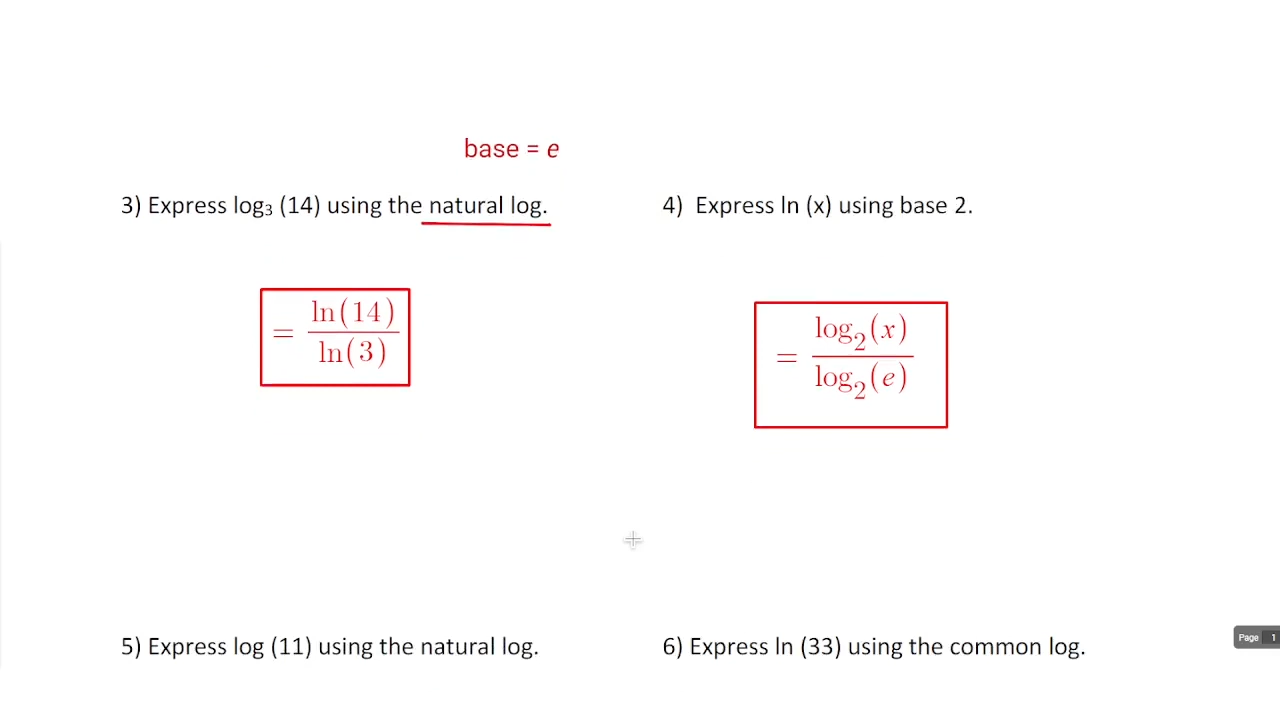 base = e
3) Express log₃ (14) using the natural log.
4) Express ln (x) using base 2.
= ln(14) / ln(3)
= log₂(x) / log₂(e)
5) Express log (11) using the natural log.
6) Express ln (33) using the common log.
Page 1